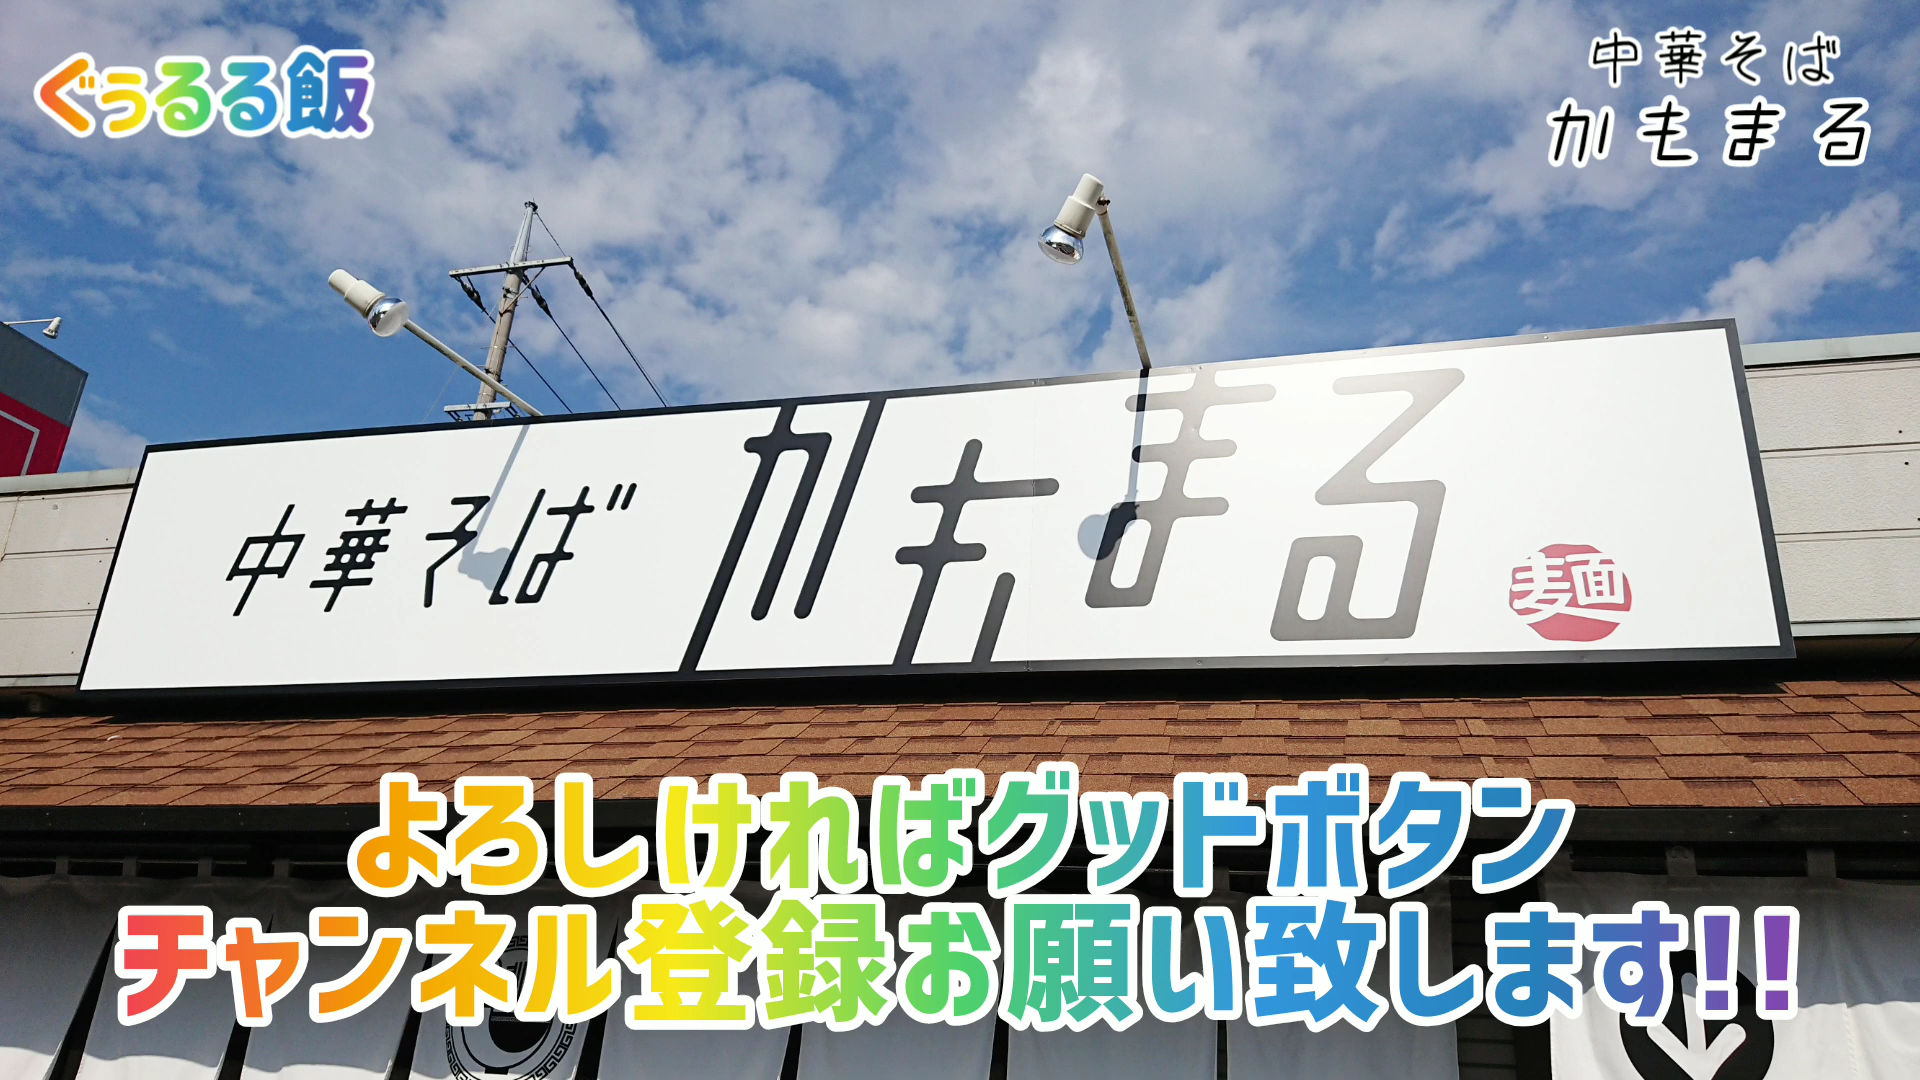 ぐぅるる飯
中華そば
かもまる
中華そば かもまる 麺
よろしければグッドボタン
チャンネル登録お願い致します!!